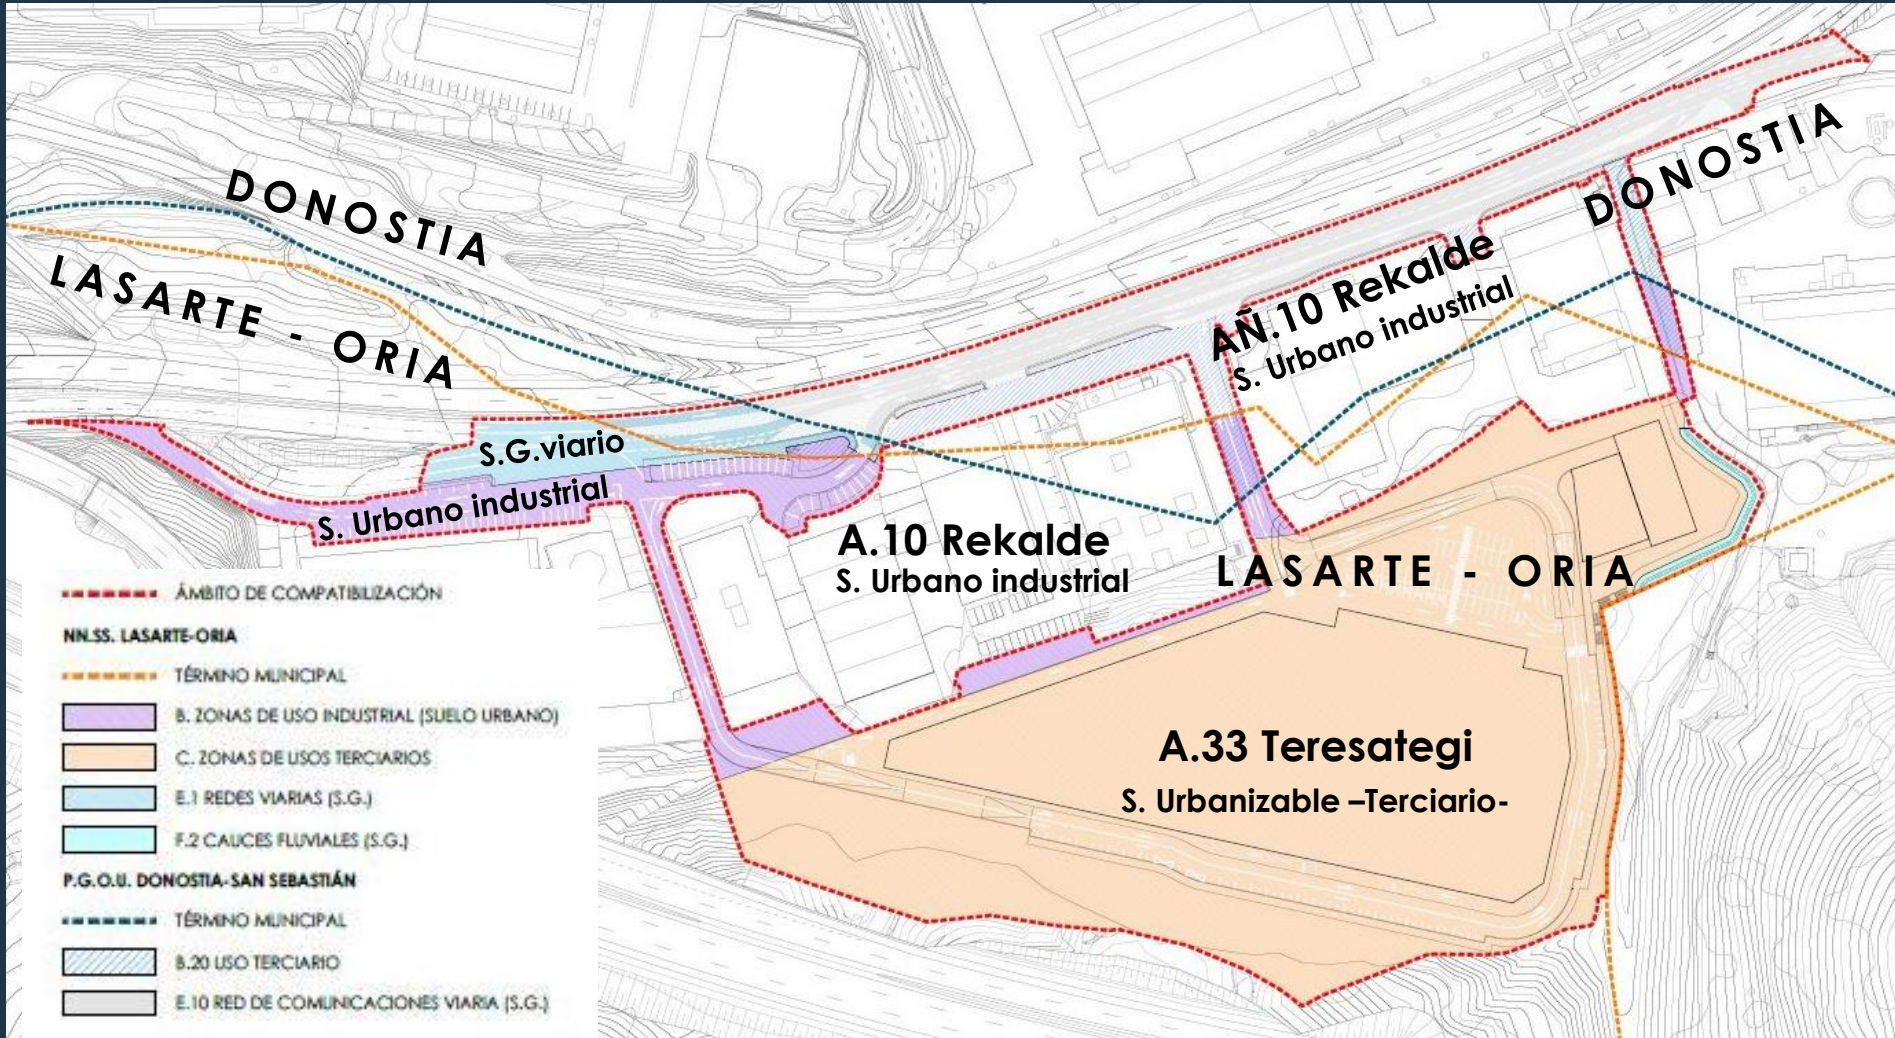 DONOSTIA
DONOSTIA
LASARTE - ORIA
AÑ.10 Rekalde
S. Urbano industrial
S.G.viario
S. Urbano industrial
A.10 Rekalde
S. Urbano industrial
LASARTE - ORIA
A.33 Teresategi
S. Urbanizable –Terciario-
ÁMBITO DE COMPATIBILIZACIÓN
NN.SS. LASARTE-ORIA
TÉRMINO MUNICIPAL
B. ZONAS DE USO INDUSTRIAL (SUELO URBANO)
C. ZONAS DE USOS TERCIARIOS
E.1 REDES VIARIAS (S.G.)
F.2 CAUCES FLUVIALES (S.G.)
P.G.O.U. DONOSTIA-SAN SEBASTIÁN
TÉRMINO MUNICIPAL
B.20 USO TERCIARIO
E.10 RED DE COMUNICACIONES VIARIA (S.G.)